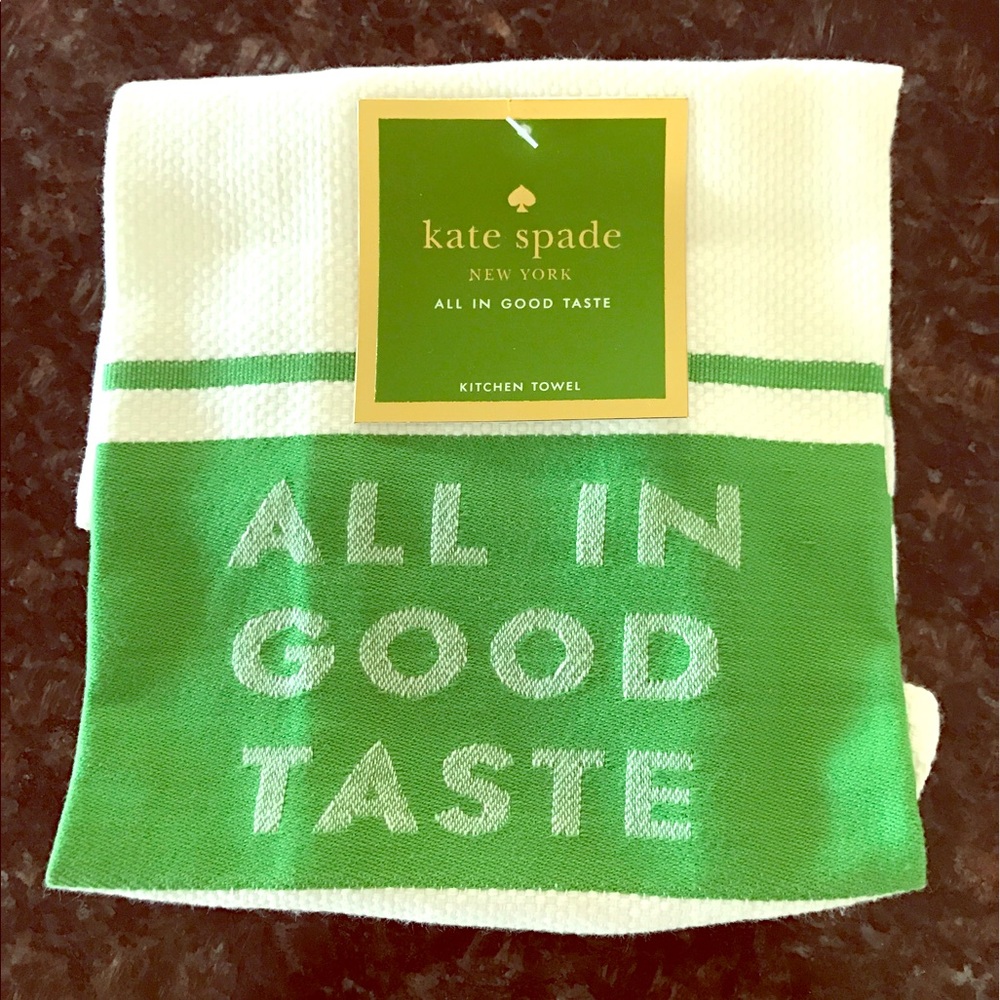 kate spade
NEW YORK
ALL IN GOOD TASTE
KITCHEN TOWEL
ALL IN
GOOD
TASTE